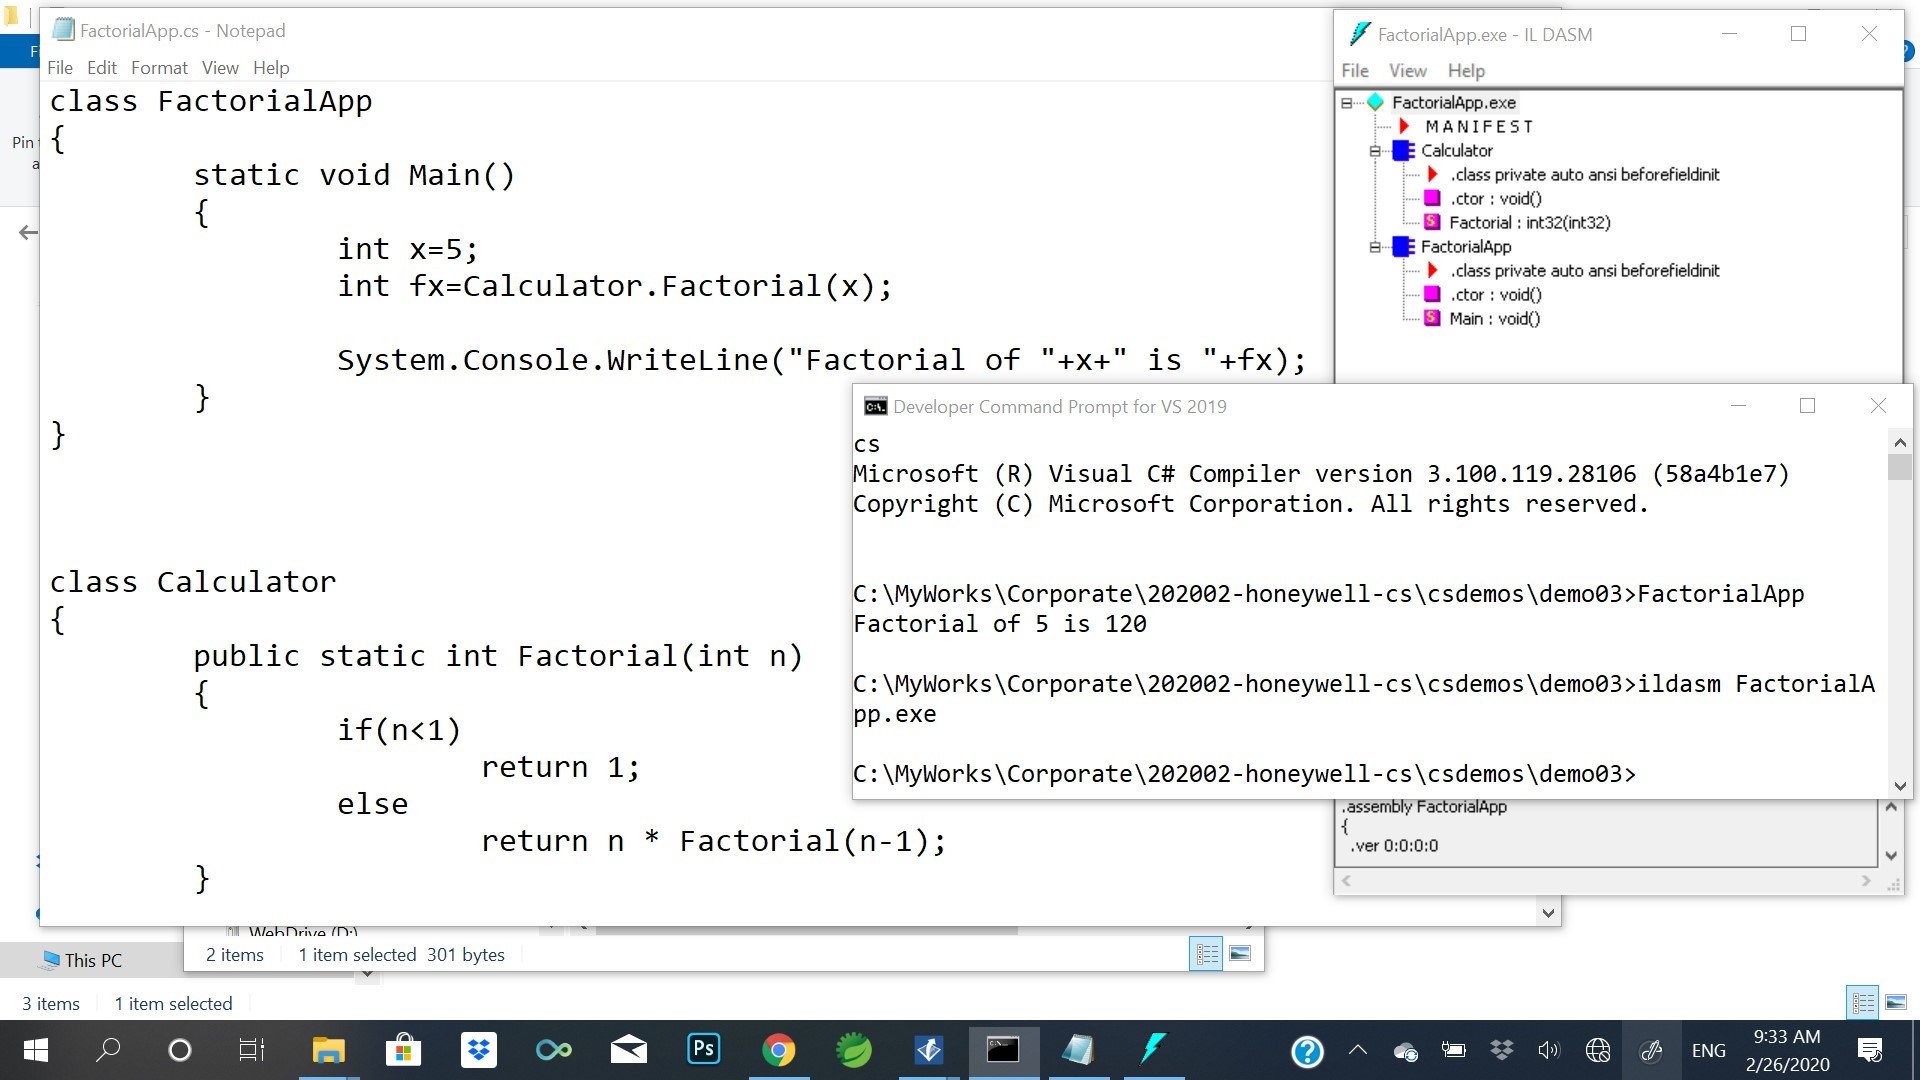 FactorialApp.cs - Notepad
File Edit Format View Help
class FactorialApp
{
static void Main()
{
int x=5;
int fx=Calculator.Factorial(x);
System.Console.WriteLine("Factorial of "+x+" is "+fx);
}
}
class Calculator
{
public static int Factorial(int n)
{
if(n<1)
return 1;
else
return n * Factorial(n-1);
}
FactorialApp.exe - IL DASM
File View Help
FactorialApp.exe
MANIFEST
Calculator
.class private auto ansi beforefieldinit
.ctor : void()
Factorial : int32(int32)
FactorialApp
.class private auto ansi beforefieldinit
.ctor : void()
Main : void()
Developer Command Prompt for VS 2019
cs
Microsoft (R) Visual C# Compiler version 3.100.119.28106 (58a4b1e7)
Copyright (C) Microsoft Corporation. All rights reserved.
C:\MyWorks\Corporate\202002-honeywell-cs\csdemos\demo03>FactorialApp
Factorial of 5 is 120
C:\MyWorks\Corporate\202002-honeywell-cs\csdemos\demo03>ildasm FactorialA
pp.exe
C:\MyWorks\Corporate\202002-honeywell-cs\csdemos\demo03>
.assembly FactorialApp
{
.ver 0:0:0:0
Pin
WebDrive (D:)
2 items 1 item selected 301 bytes
This PC
3 items 1 item selected
Ps
ENG
9:33 AM
2/26/2020